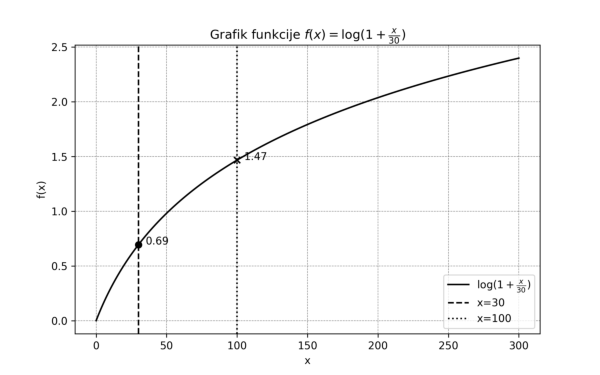 Grafik funkcije f(x) = log(1 + x/30)
f(x)
2.5
2.0
1.5
1.0
0.5
0.0
1.47
0.69
log(1 + x/30)
x=30
x=100
0 50 100 150 200 250 300
x